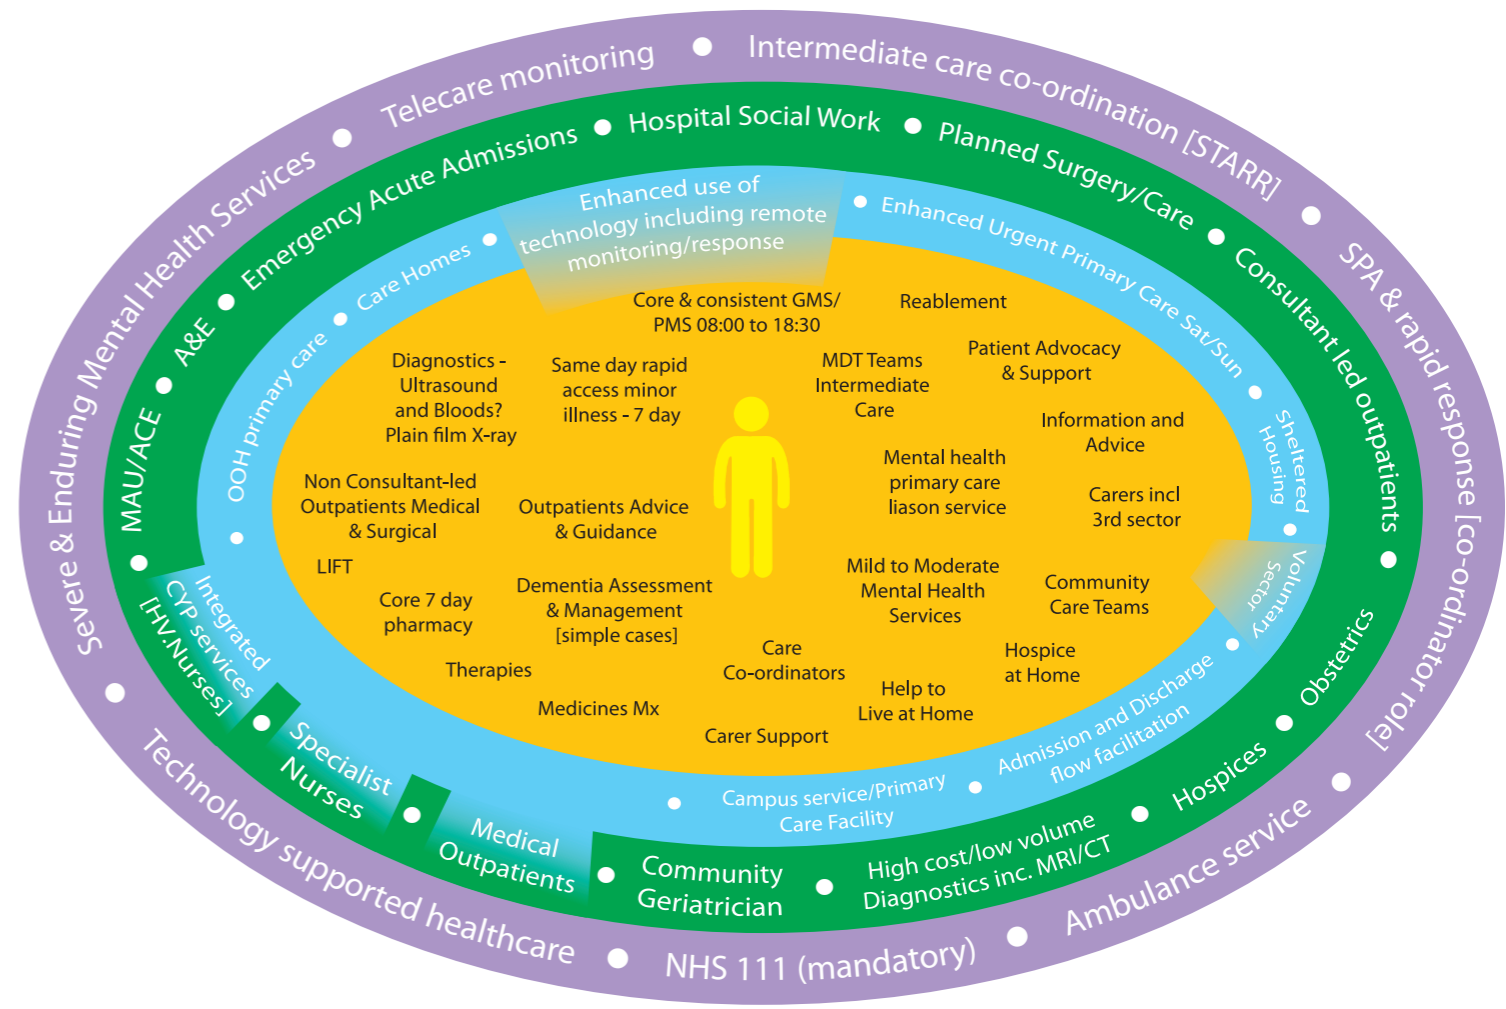 Telecare monitoring
Intermediate care co-ordination [STARR]
SPA & rapid response [co-ordinator role]
Ambulance service
NHS 111 (mandatory)
Technology supported healthcare
Severe & Enduring Mental Health Services
Hospital Social Work
Planned Surgery/Care
Consultant led outpatients
Obstetrics
Hospices
High cost/low volume
Diagnostics inc. MRI/CT
Community
Geriatrician
Medical
Outpatients
Specialist
Nurses
Integrated
CYP services
[HV.Nurses]
MAU/ACE
A&E
Emergency Acute Admissions
Enhanced use of
technology including remote
monitoring/response
Enhanced Urgent Primary Care Sat/Sun
Sheltered
Housing
Voluntary
Sector
Admission and Discharge
flow facilitation
Campus service/Primary
Care Facility
OOH primary care
Care Homes
Core & consistent GMS/
PMS 08:00 to 18:30
Reablement
Diagnostics -
Ultrasound
and Bloods?
Plain film X-ray
Same day rapid
access minor
illness - 7 day
MDT Teams
Intermediate
Care
Patient Advocacy
& Support
Information and
Advice
Mental health
primary care
liason service
Carers incl
3rd sector
Non Consultant-led
Outpatients Medical
& Surgical
Outpatients Advice
& Guidance
LIFT
Core 7 day
pharmacy
Dementia Assessment
& Management
[simple cases]
Mild to Moderate
Mental Health
Services
Community
Care Teams
Therapies
Care
Co-ordinators
Hospice
at Home
Medicines Mx
Help to
Live at Home
Carer Support